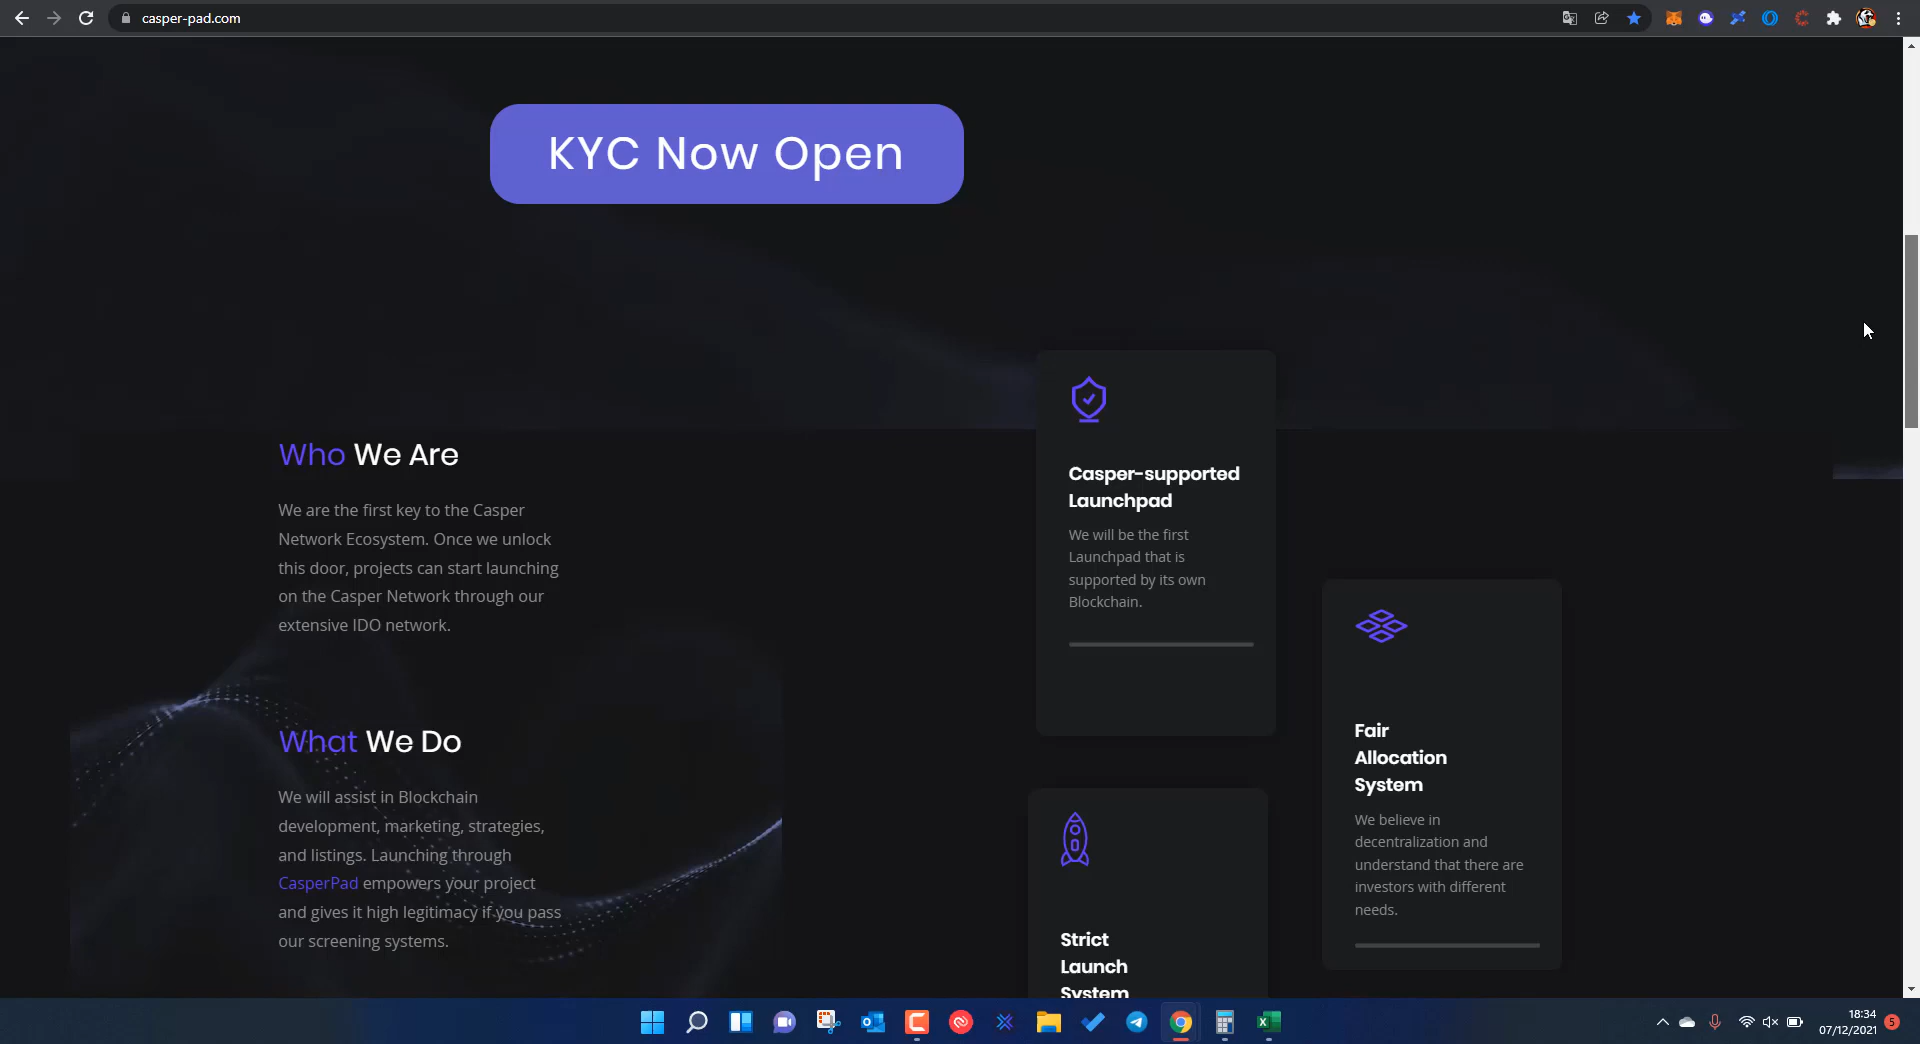 casper-pad.com
KYC Now Open
Who We Are
We are the first key to the Casper
Network Ecosystem. Once we unlock
this door, projects can start launching
on the Casper Network through our
extensive IDO network.
What We Do
We will assist in Blockchain
development, marketing, strategies,
and listings. Launching through
CasperPad empowers your project
and gives it high legitimacy if you pass
our screening systems.
Casper-supported
Launchpad
We will be the first
Launchpad that is
supported by its own
Blockchain.
Fair
Allocation
System
We believe in
decentralization and
understand that there are
investors with different
needs.
Strict
Launch
System
18:34
07/12/2021
5